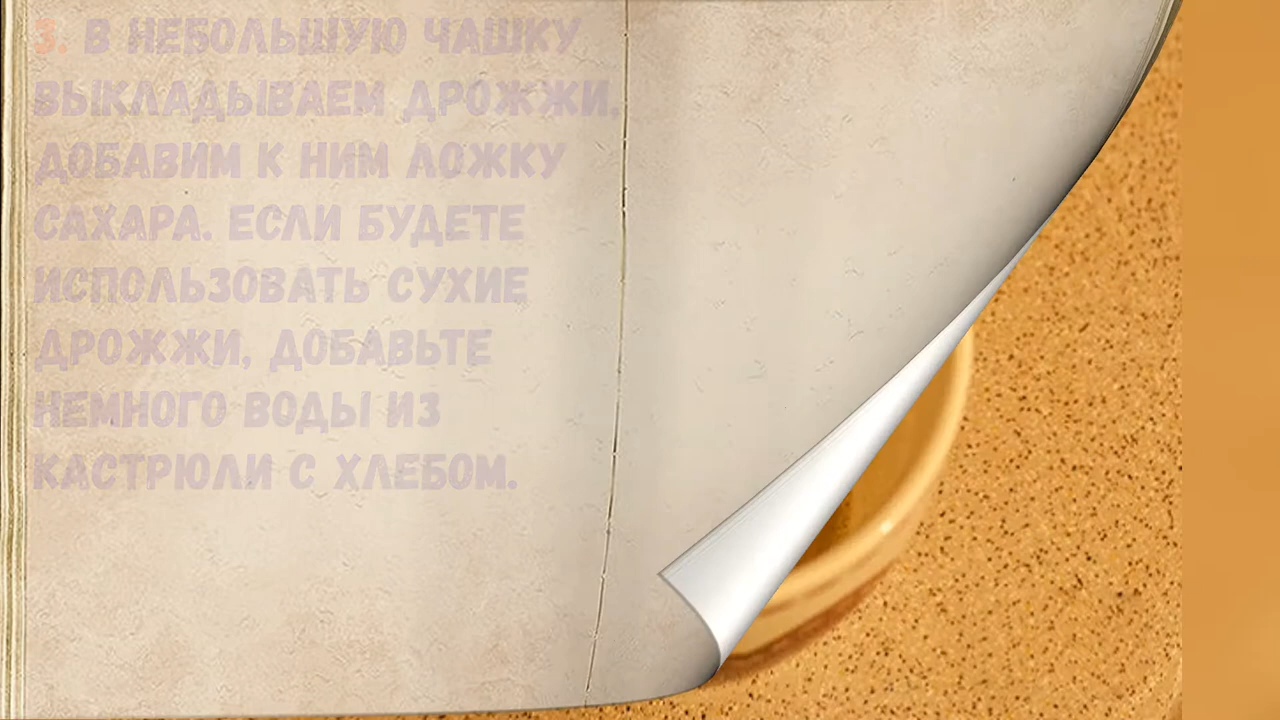 3. В НЕБОЛЬШУЮ ЧАШКУ
ВЫКЛАДЫВАЕМ ДРОЖЖИ.
ДОБАВИМ К НИМ ЛОЖКУ
САХАРА. ЕСЛИ БУДЕТЕ
ИСПОЛЬЗОВАТЬ СУХИЕ
ДРОЖЖИ, ДОБАВЬТЕ
НЕМНОГО ВОДЫ ИЗ
КАСТРЮЛИ С ХЛЕБОМ.